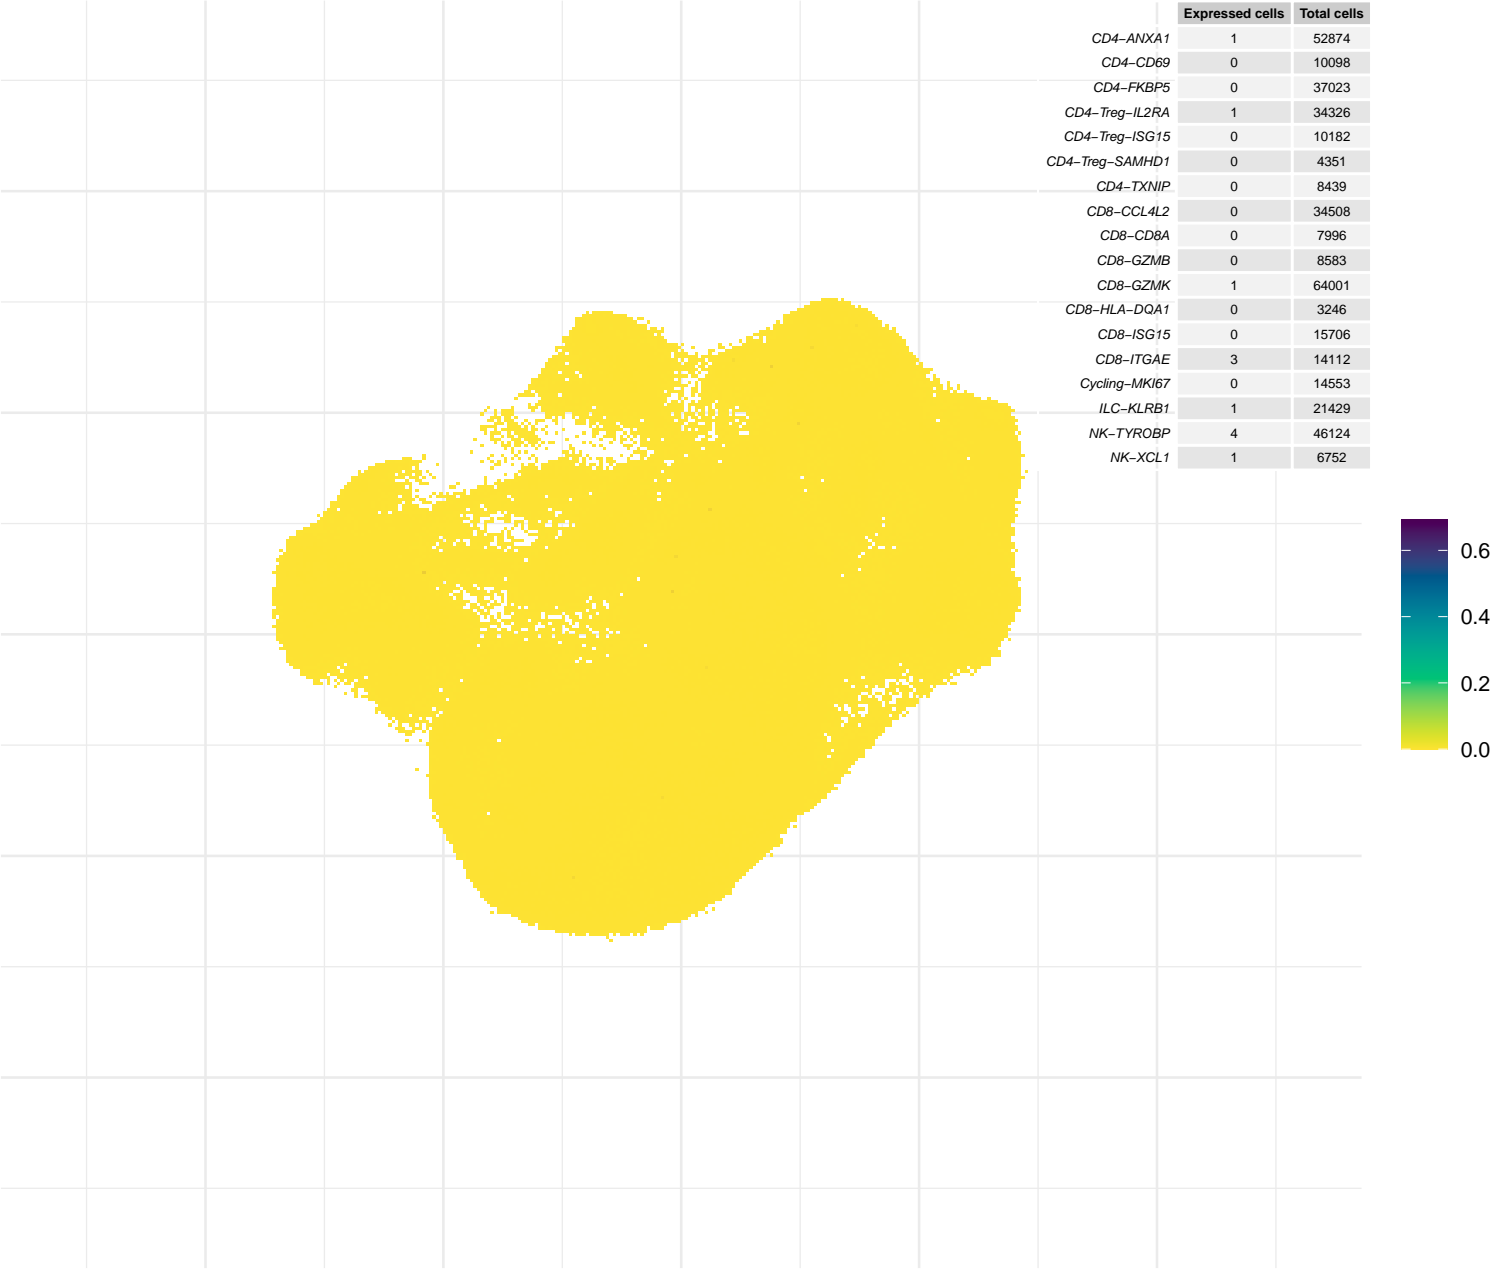 Expressed cells Total cells
CD4−ANXA1 1 52874
CD4−CD69 0 10098
CD4−FKBP5 0 37023
CD4−Treg−IL2RA 1 34326
CD4−Treg−ISG15 0 10182
CD4−Treg−SAMHD1 0 4351
CD4−TXNIP 0 8439
CD8−CCL4L2 0 34508
CD8−CD8A 0 7996
CD8−GZMB 0 8583
CD8−GZMK 1 64001
CD8−HLA−DQA1 0 3246
CD8−ISG15 0 15706
CD8−ITGAE 3 14112
Cycling−MKI67 0 14553
ILC−KLRB1 1 21429
NK−TYROBP 4 46124
NK−XCL1 1 6752
0.6
0.4
0.2
0.0